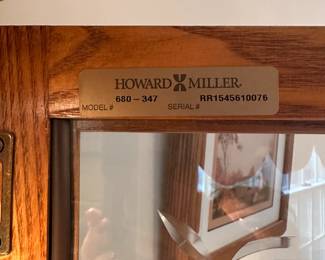 HOWARD MILLER®
680-347 RR1545610076
MODEL # SERIAL #